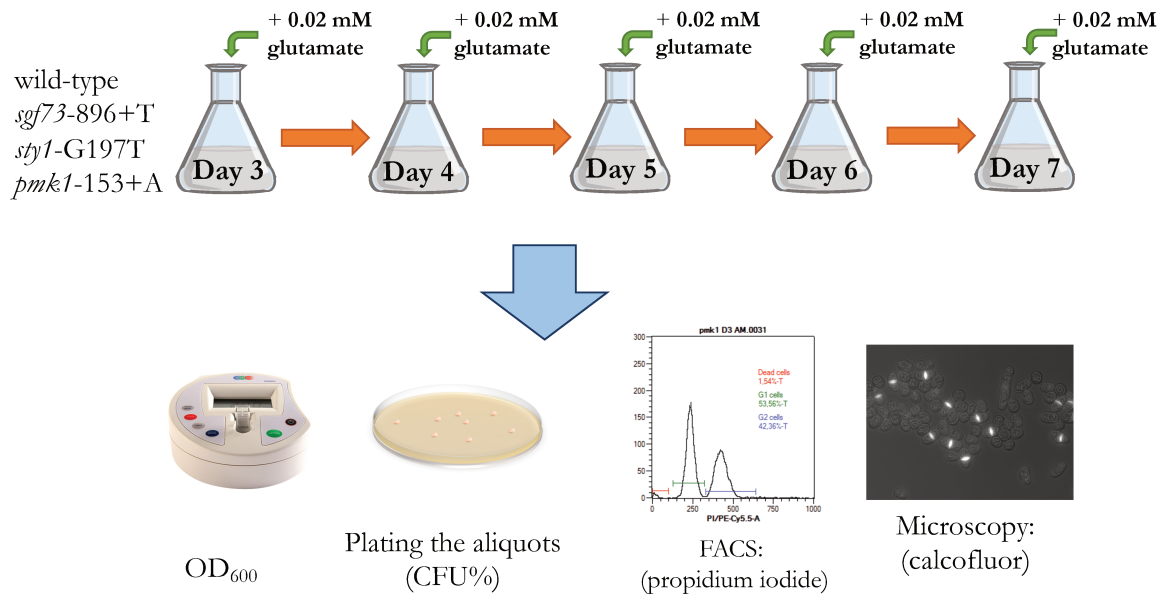 + 0.02 mM
glutamate
+ 0.02 mM
glutamate
+ 0.02 mM
glutamate
+ 0.02 mM
glutamate
+ 0.02 mM
glutamate
wild-type
sgf73-896+T
sty1-G197T
pmk1-153+A
Day 3
Day 4
Day 5
Day 6
Day 7
OD600
Plating the aliquots
(CFU%)
pmk1 D3 AM.0031
300
250
200
150
100
50
0
Dead cells
1,54%-T
G1 cells
53,56%-T
G2 cells
42,36%-T
0
250
500
750
1000
PI/PE-Cy5.5-A
FACS:
(propidium iodide)
Microscopy:
(calcofluor)